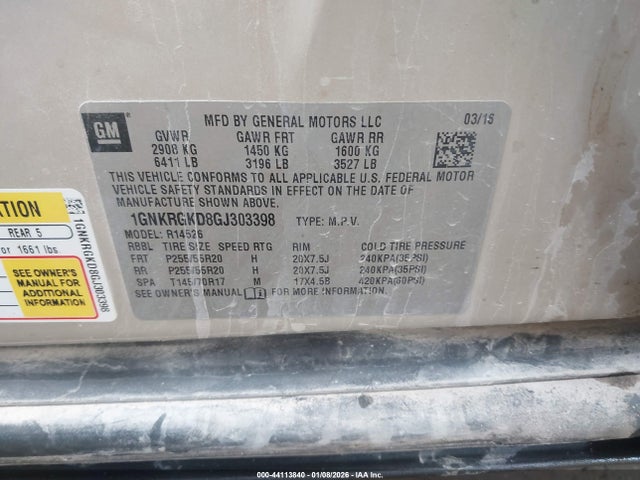 GM
MFD BY GENERAL MOTORS LLC 03/15
GVWR GAWR FRT GAWR RR
2908 KG 1450 KG 1600 KG
6411 LB 3196 LB 3527 LB
THIS VEHICLE CONFORMS TO ALL APPLICABLE U.S. FEDERAL MOTOR
VEHICLE SAFETY STANDARDS IN EFFECT ON THE DATE OF
MANUFACTURE SHOWN ABOVE.
1GNKRGKD8GJ303398 TYPE: M.P.V.
MODEL: R14526
RBBL TIRE SIZE SPEED RTG RIM COLD TIRE PRESSURE
FRT P255/55R20 H 20X7.5J 240KPA(35PSI)
RR P255/55R20 H 20X7.5J 240KPA(35PSI)
SPA T145/70R17 M 17X4.5B 420KPA(60PSI)
SEE OWNER'S MANUAL FOR MORE INFORMATION.
ATION
REAR 5
or 1661 lbs
SEE OWNER'S
MANUAL FOR
ADDITIONAL
INFORMATION
1GNKRGKD8GJ303398
000-44113840 - 01/08/2026 - IAA Inc.